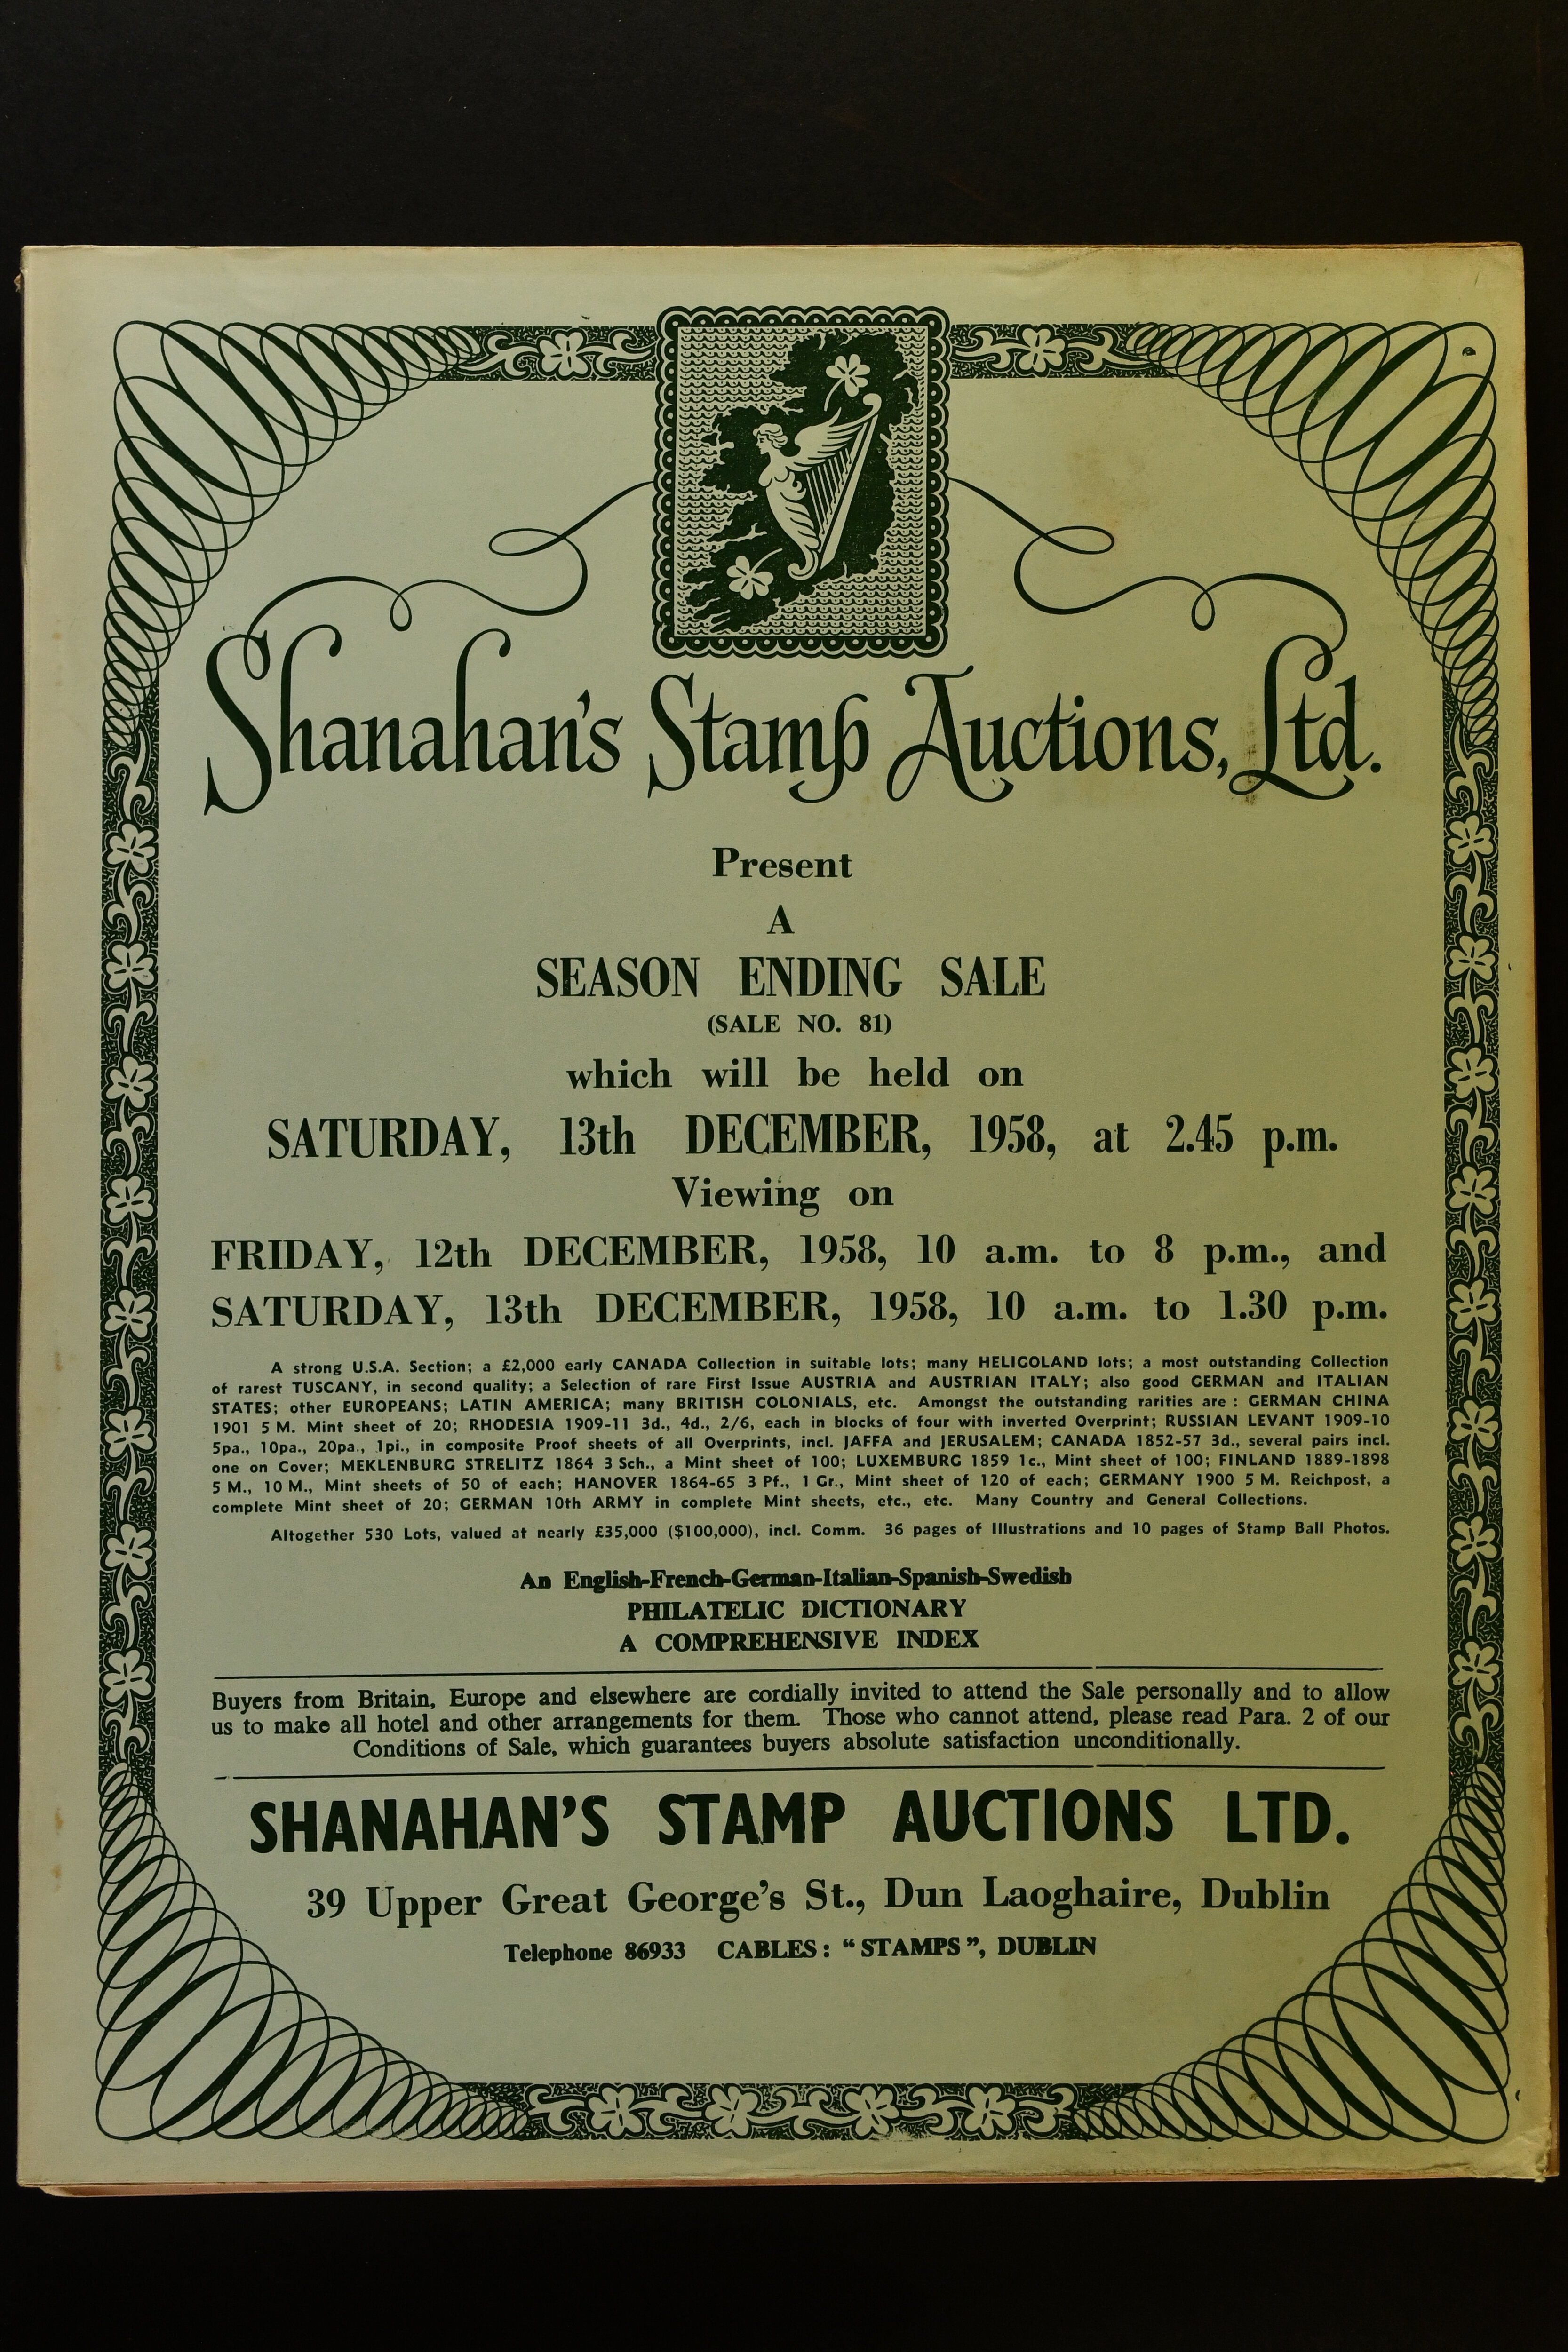 Shanahan's Stamp Auctions, Ltd.
Present
A
SEASON ENDING SALE
(SALE NO. 81)
which will be held on
SATURDAY, 13th DECEMBER, 1958, at 2.45 p.m.
Viewing on
FRIDAY, 12th DECEMBER, 1958, 10 a.m. to 8 p.m., and
SATURDAY, 13th DECEMBER, 1958, 10 a.m. to 1.30 p.m.
A strong U.S.A. Section; a £2,000 early CANADA Collection in suitable lots; many HELIGOLAND lots; a most outstanding Collection
of rarest TUSCANY, in second quality; a Selection of rare First Issue AUSTRIA and AUSTRIAN ITALY; also good GERMAN and ITALIAN
STATES; other EUROPEANS; LATIN AMERICA; many BRITISH COLONIALS, etc. Amongst the outstanding rarities are : GERMAN CHINA
1901 5 M. Mint sheet of 20; RHODESIA 1909-11 3d., 4d., 2/6, each in blocks of four with inverted Overprint; RUSSIAN LEVANT 1909-10
5pa., 10pa., 20pa., 1pi., in composite Proof sheets of all Overprints, incl. JAFFA and JERUSALEM; CANADA 1852-57 3d., several pairs incl.
one on Cover; MEKLENBURG STRELITZ 1864 3 Sch., a Mint sheet of 100; LUXEMBURG 1859 1c., Mint sheet of 100; FINLAND 1889-1898
5 M., 10 M., Mint sheets of 50 of each; HANOVER 1864-65 3 Pf., 1 Gr., Mint sheet of 120 of each; GERMANY 1900 5 M. Reichpost, a
complete Mint sheet of 20; GERMAN 10th ARMY in complete Mint sheets, etc., etc. Many Country and General Collections.
Altogether 530 Lots, valued at nearly £35,000 ($100,000), incl. Comm. 36 pages of Illustrations and 10 pages of Stamp Ball Photos.
An English-French-German-Italian-Spanish-Swedish
PHILATELIC DICTIONARY
A COMPREHENSIVE INDEX
Buyers from Britain, Europe and elsewhere are cordially invited to attend the Sale personally and to allow
us to make all hotel and other arrangements for them. Those who cannot attend, please read Para. 2 of our
Conditions of Sale, which guarantees buyers absolute satisfaction unconditionally.
SHANAHAN'S STAMP AUCTIONS LTD.
39 Upper Great George's St., Dun Laoghaire, Dublin
Telephone 86933 CABLES : "STAMPS", DUBLIN